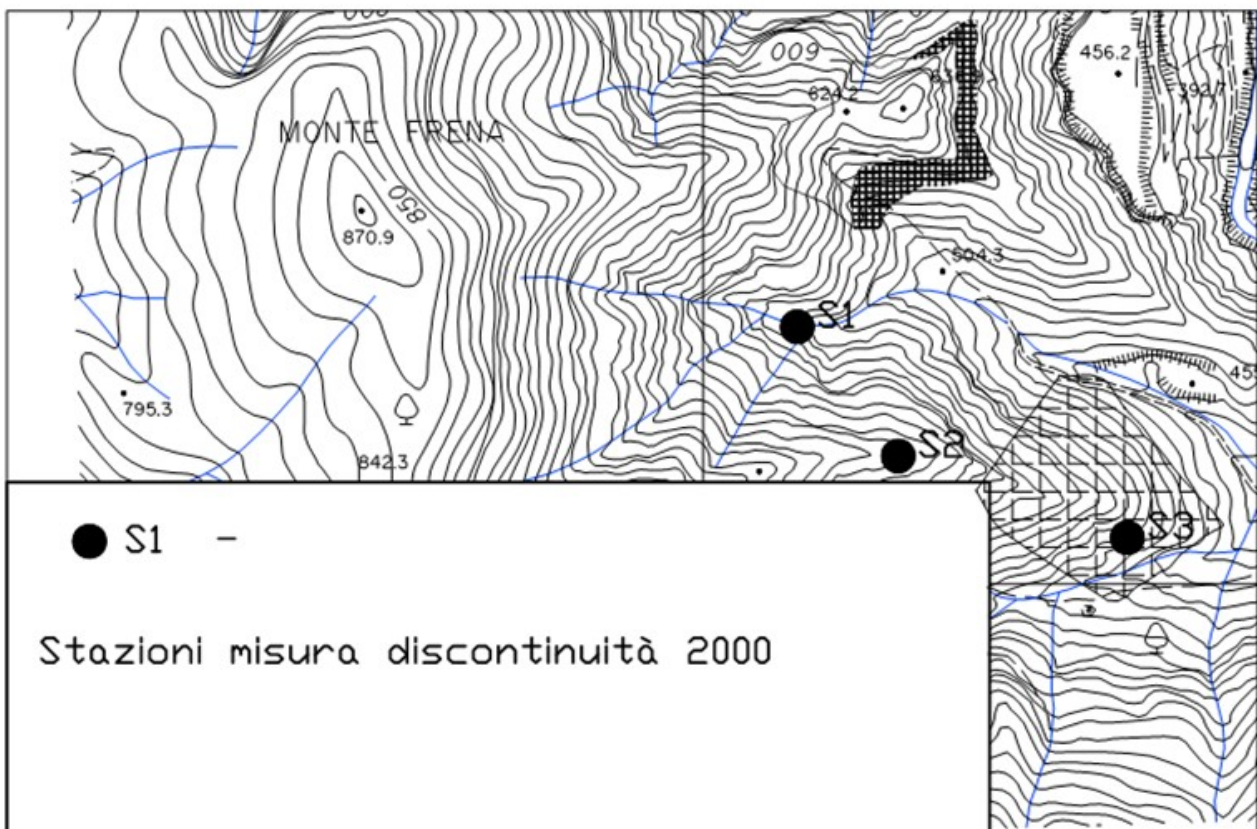 600
456.2
624.2
392.7
MONTE FRENA
850
870.9
504.3
S1
795.3
842.3
S2
S3
S1 -
Stazioni misura discontinuità 2000